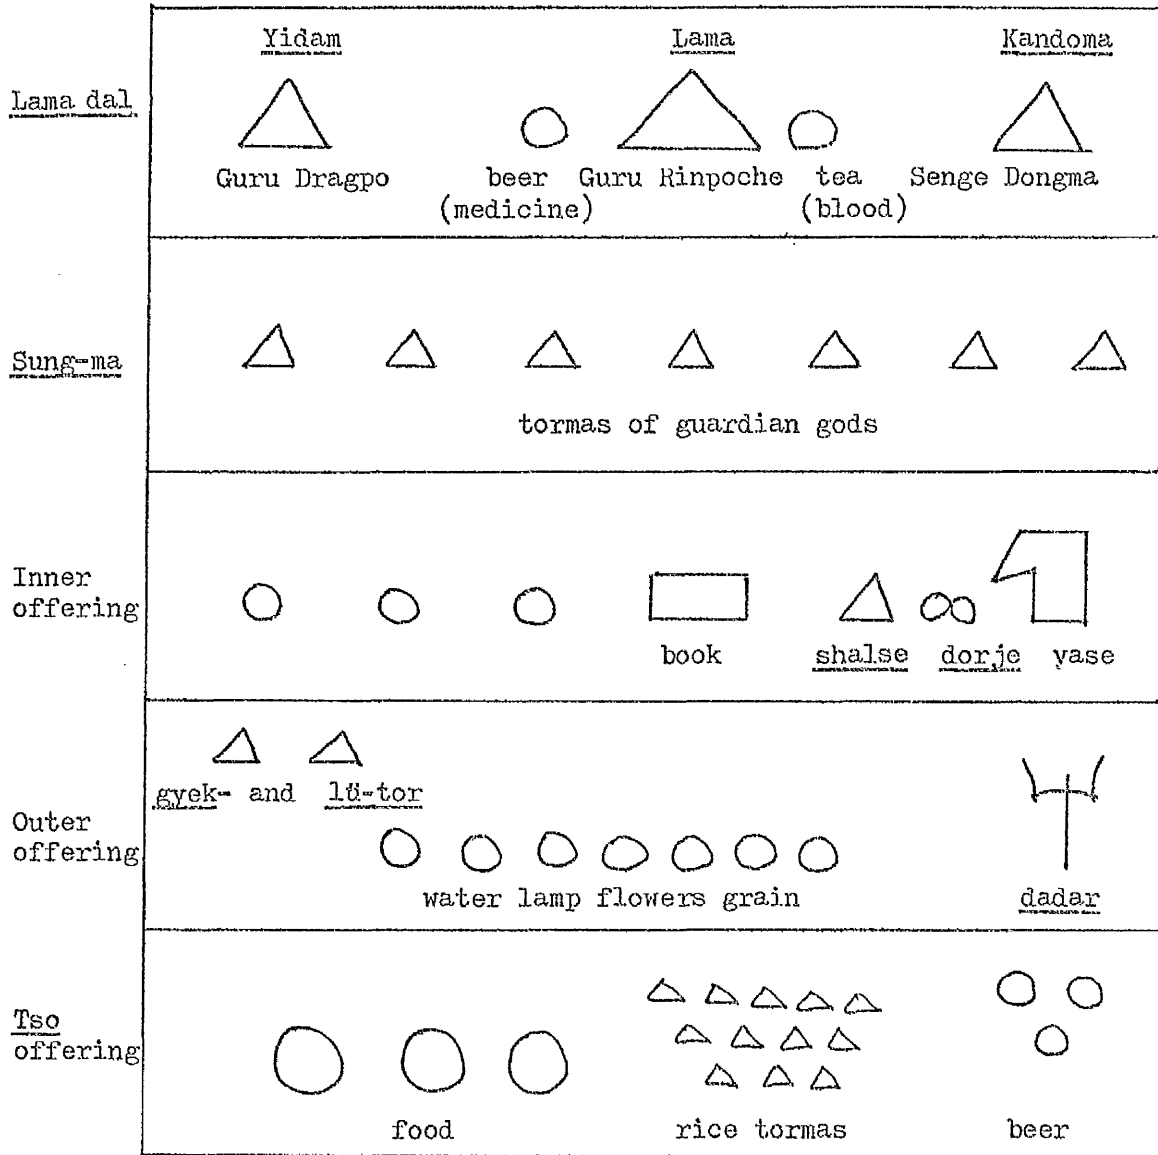 Yidam Lama Kandoma
Lama dal
Guru Dragpo beer Guru Rinpoche tea Senge Dongma
(medicine) (blood)
Sung-ma
tormas of guardian gods
Inner
offering
book shalse dorje vase
gyek- and lü-tor
Outer
offering
water lamp flowers grain
dadar
Tso
offering
food rice tormas beer